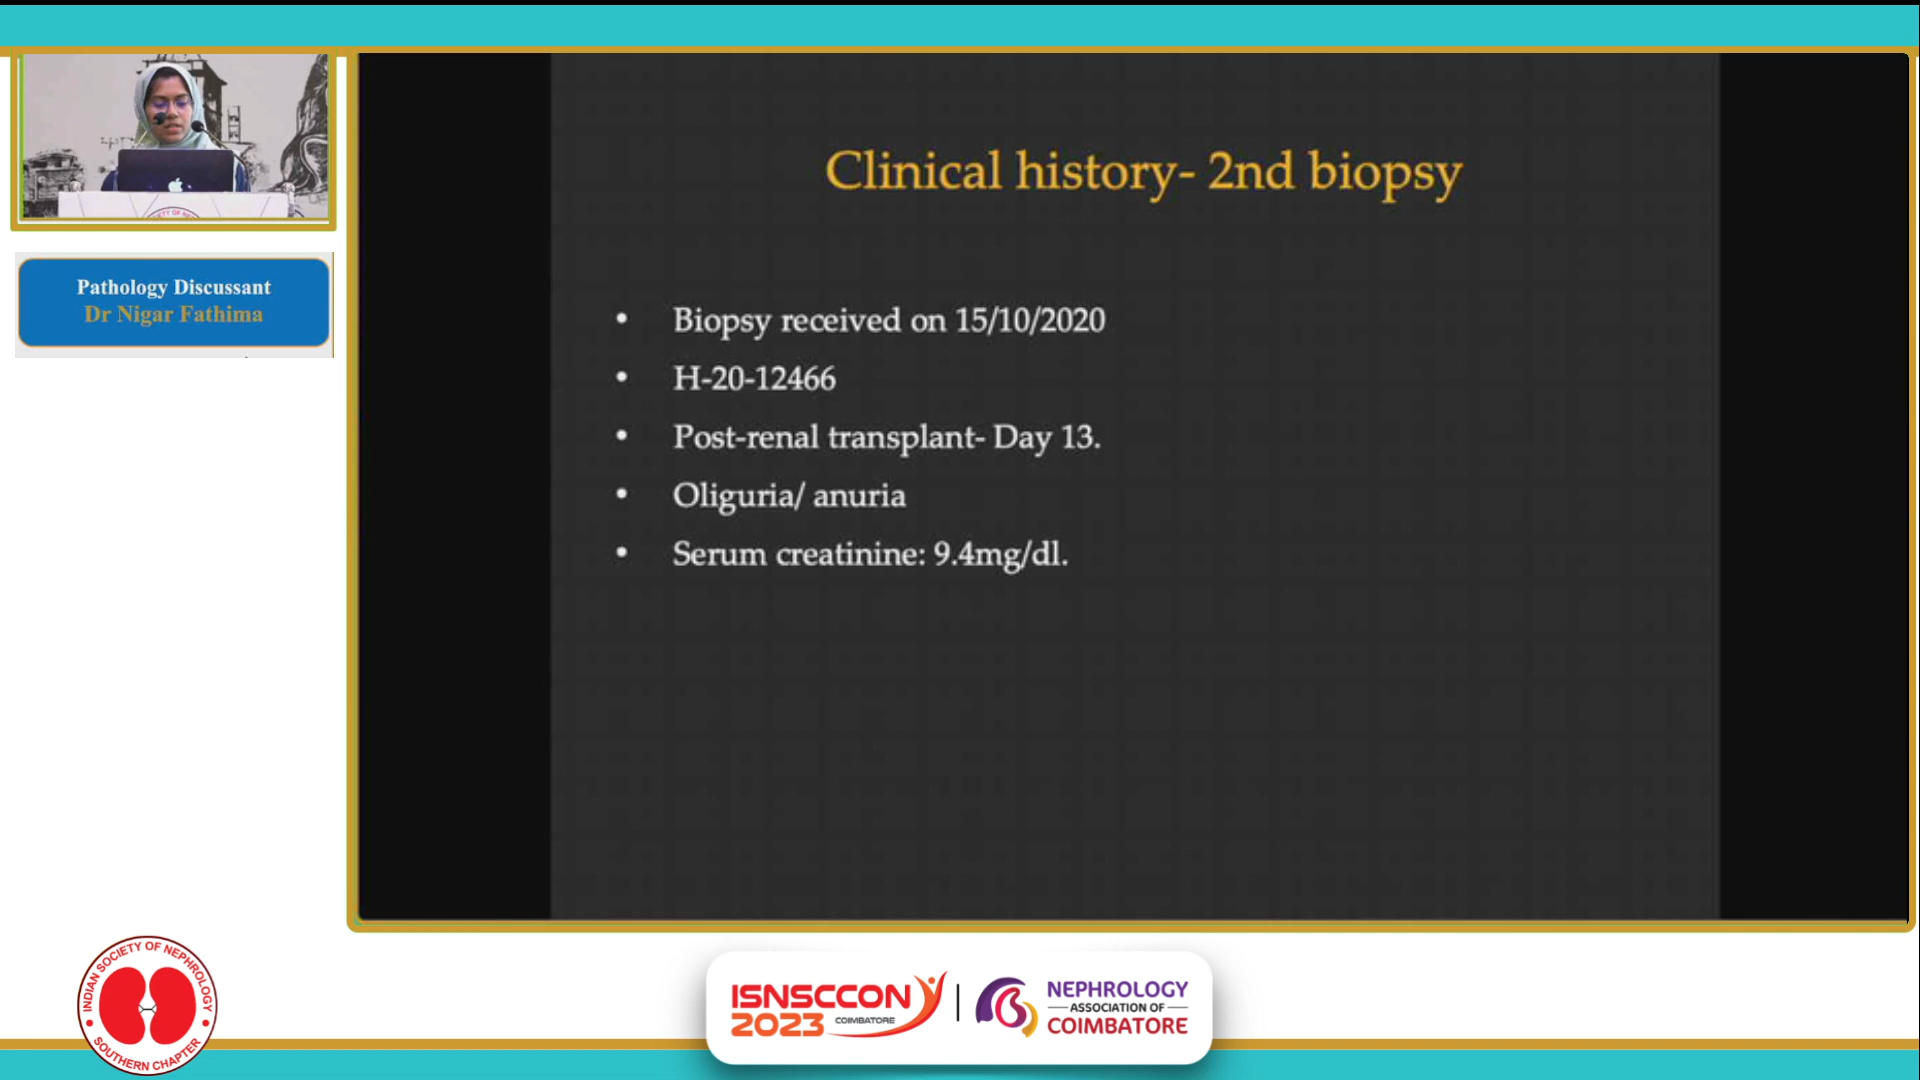 Pathology Discussant
Dr Nigar Fathima
Clinical history- 2nd biopsy
• Biopsy received on 15/10/2020
• H-20-12466
• Post-renal transplant- Day 13.
• Oliguria/ anuria
• Serum creatinine: 9.4mg/dl.
INDIAN SOCIETY OF NEPHROLOGY
SOUTHERN CHAPTER
ISNSCCON
2023 COIMBATORE
NEPHROLOGY
ASSOCIATION OF
COIMBATORE